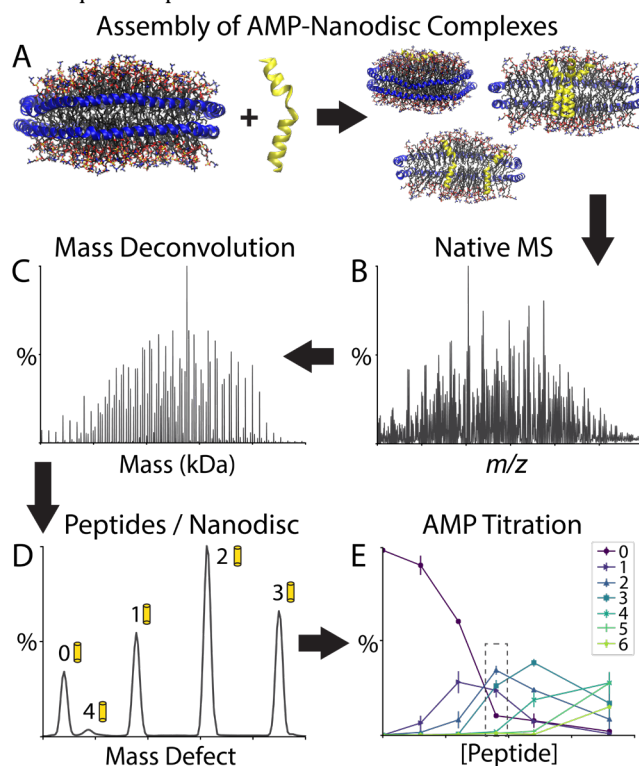 Assembly of AMP-Nanodisc Complexes
A
+
Mass Deconvolution
Native MS
C
B
%
%
Mass (kDa)
m/z
Peptides / Nanodisc
AMP Titration
D
E
2
0
1
2
3
4
5
6
3
1
%
%
0
4
Mass Defect
[Peptide]